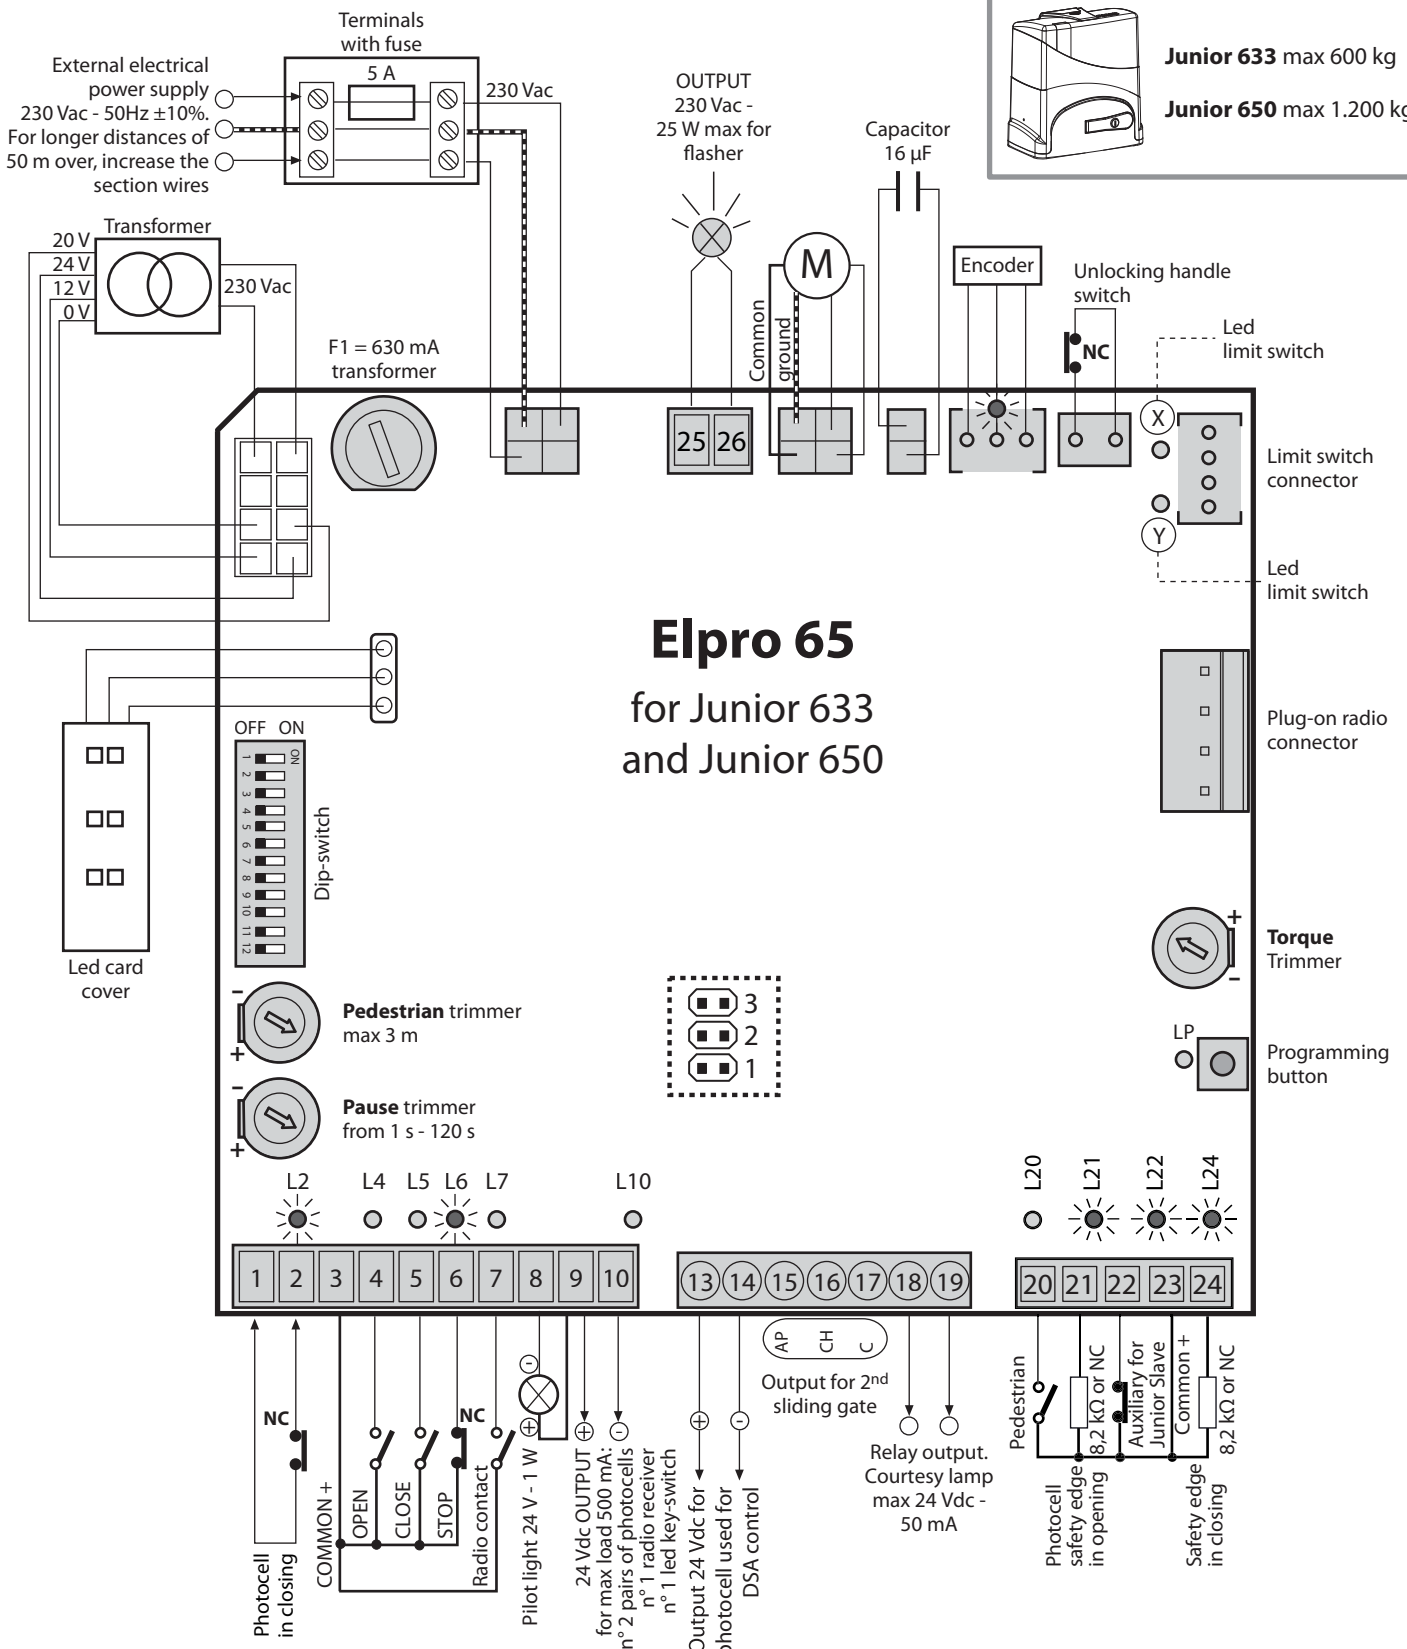 Terminals
with fuse
5 A
External electrical
power supply
230 Vac - 50Hz ±10%.
For longer distances of
50 m over, increase the
section wires
230 Vac
OUTPUT
230 Vac -
25 W max for
flasher
Capacitor
16 µF
Junior 633 max 600 kg
Junior 650 max 1.200 kg
Transformer
20 V
24 V
12 V
0 V
230 Vac
F1 = 630 mA
transformer
Common
ground
M
Encoder
Unlocking handle
switch
NC
Led
limit switch
X
25 26
Limit switch
connector
Y
Led
limit switch
Elpro 65
for Junior 633
and Junior 650
Plug-on radio
connector
OFF ON
ON
1
2
3
4
5
6
7
8
9
10
11
12
Dip-switch
Led card
cover
- +
Pedestrian trimmer
max 3 m
- +
Pause trimmer
from 1 s - 120 s
3
2
1
+
-
Torque
Trimmer
LP
Programming
button
L2 L4 L5 L6 L7 L10
L20 L21 L22 L24
1 2 3 4 5 6 7 8 9 10
13 14 15 16 17 18 19
20 21 22 23 24
NC
Photocell
in closing
COMMON +
OPEN
CLOSE
STOP
NC
Radio contact
Pilot light 24 V - 1 W
- +
24 Vdc OUTPUT
for max load 500 mA:
n° 2 pairs of photocells
n° 1 radio receiver
n° 1 led key-switch
+ -
Output 24 Vdc for
photocell used for
DSA control
+ -
AP CH C
Output for 2nd
sliding gate
Relay output.
Courtesy lamp
max 24 Vdc -
50 mA
Pedestrian
8,2 kΩ or NC
Photocell
safety edge
in opening
Auxiliary for
Junior Slave
Common +
8,2 kΩ or NC
Safety edge
in closing